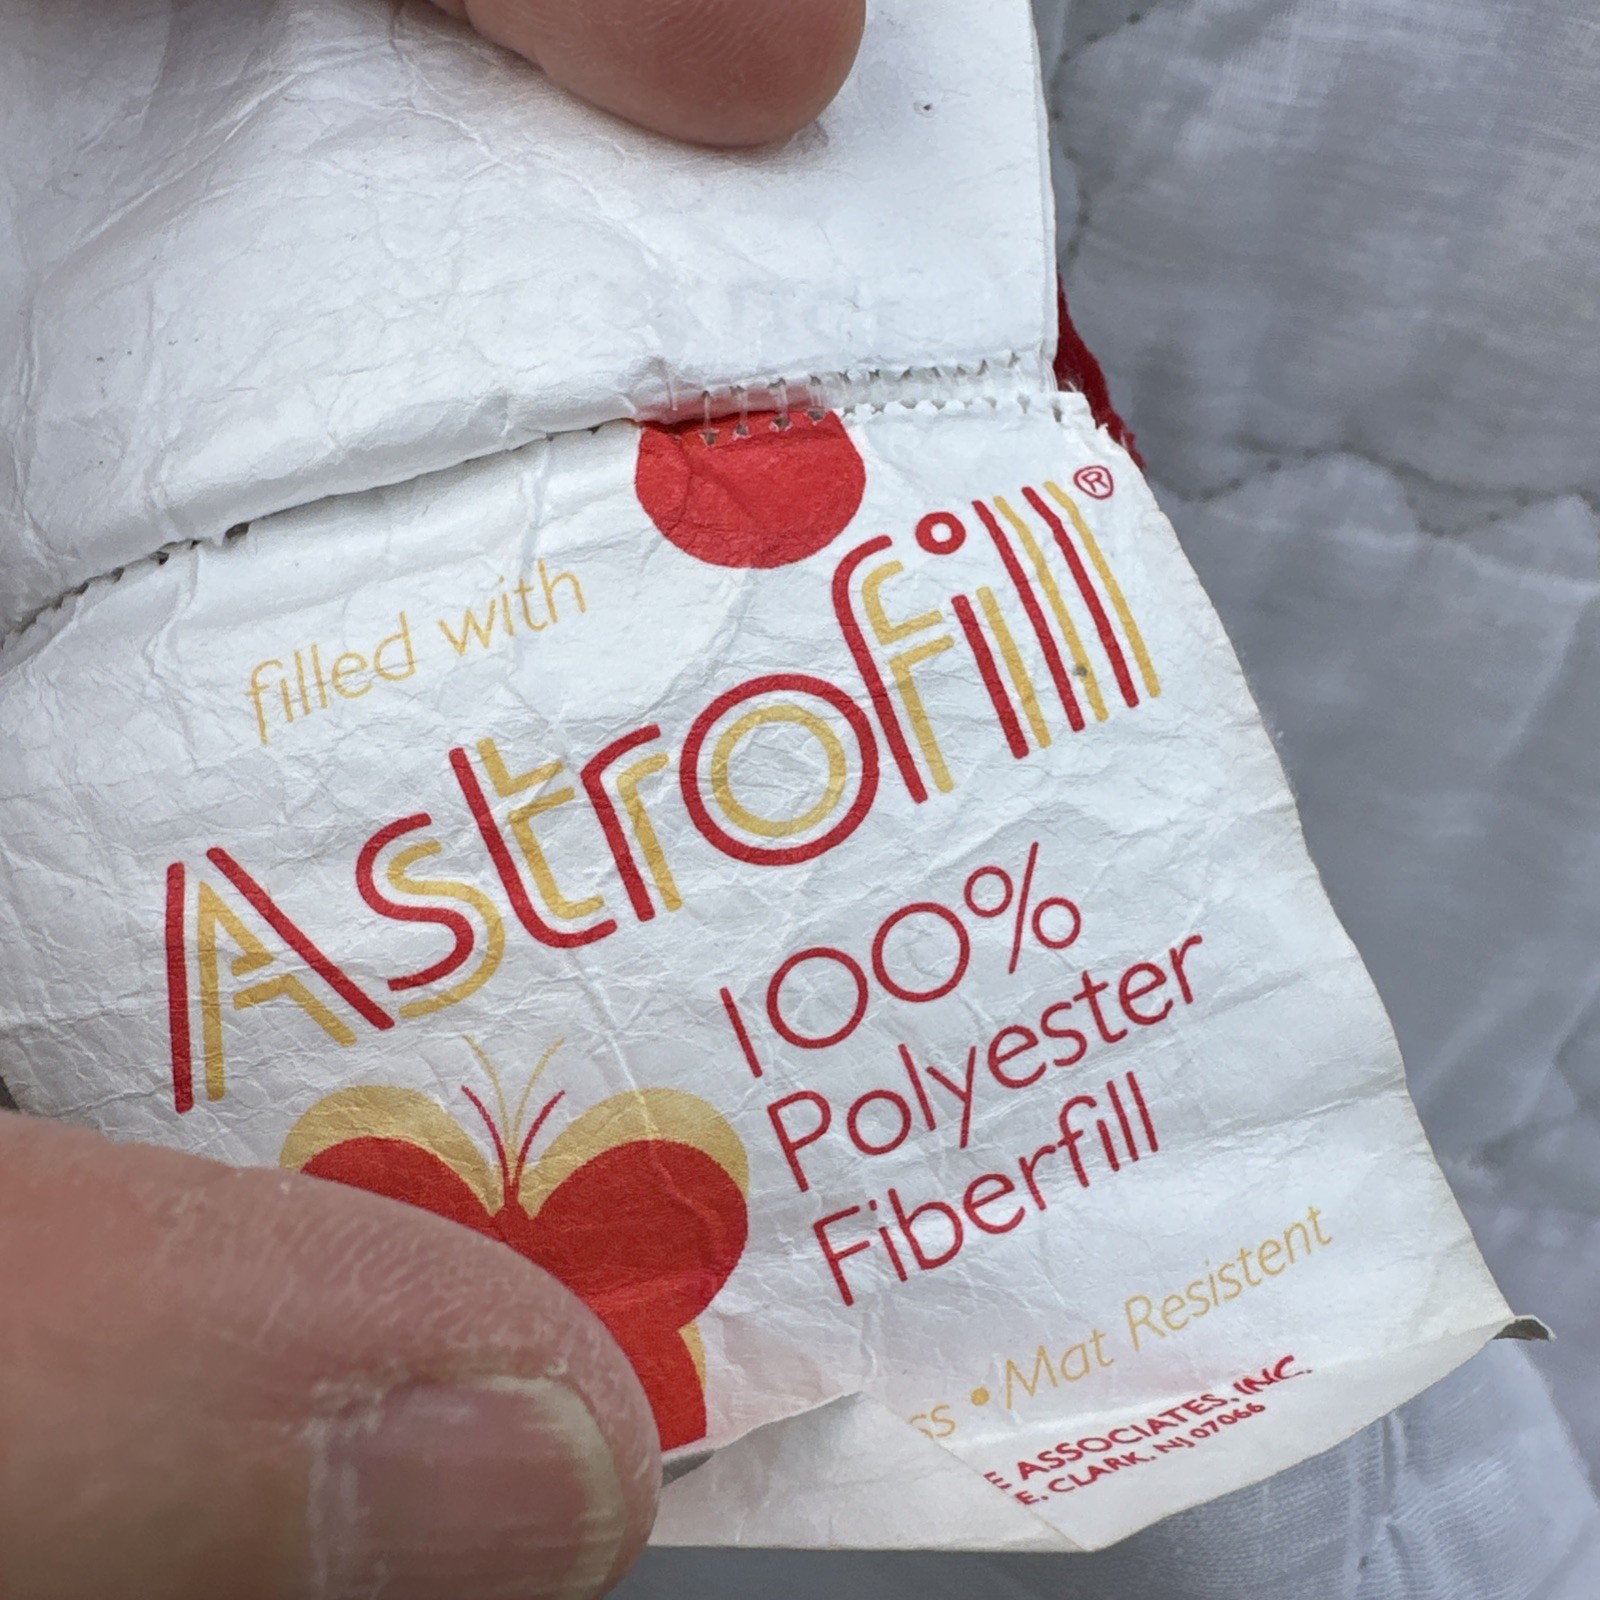 filled with
Astrofill®
100%
Polyester
Fiberfill
• Mat Resistent
ASSOCIATES, INC.
CLARK, NJ 07066